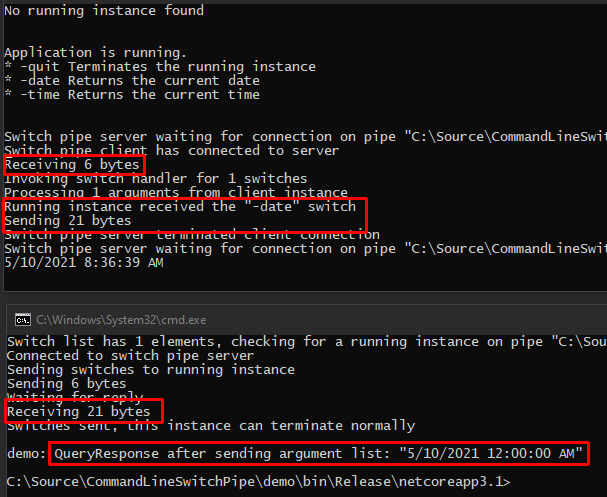 No running instance found
Application is running.
* -quit Terminates the running instance
* -date Returns the current date
* -time Returns the current time
Switch pipe server waiting for connection on pipe "C:\Source\CommandLineSwit
Switch pipe client has connected to server
Receiving 6 bytes
Invoking switch handler for 1 switches
Processing 1 arguments from client instance
Running instance received the "-date" switch
Sending 21 bytes
Switch pipe server terminated client connection
Switch pipe server waiting for connection on pipe "C:\Source\CommandLineSwitch
5/10/2021 8:36:39 AM
C:\Windows\System32\cmd.exe
Switch list has 1 elements, checking for a running instance on pipe "C:\Sou
Connected to switch pipe server
Sending switches to running instance
Sending 6 bytes
Waiting for reply
Receiving 21 bytes
Switches sent, this instance can terminate normally
demo: QueryResponse after sending argument list: "5/10/2021 12:00:00 AM"
C:\Source\CommandLineSwitchPipe\demo\bin\Release\netcoreapp3.1>